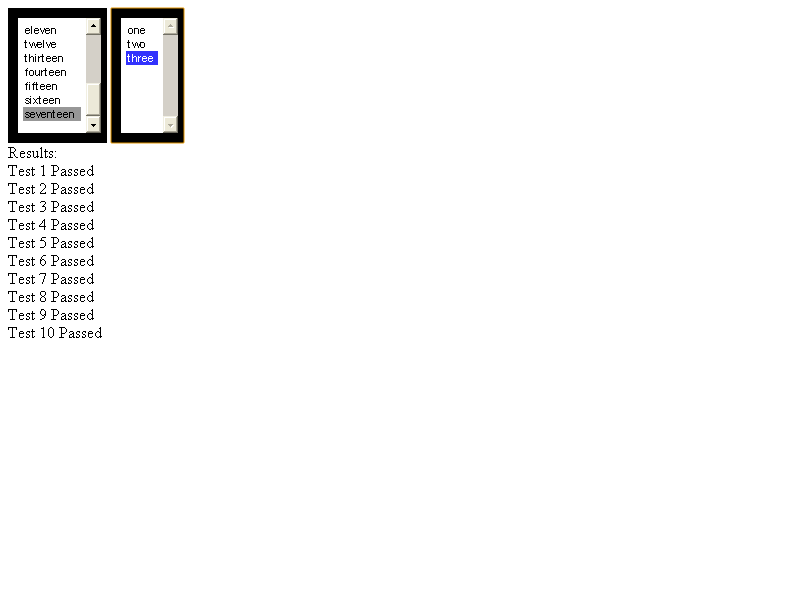 eleven
twelve
thirteen
fourteen
fifteen
sixteen
seventeen
one
two
three
Results:
Test 1 Passed
Test 2 Passed
Test 3 Passed
Test 4 Passed
Test 5 Passed
Test 6 Passed
Test 7 Passed
Test 8 Passed
Test 9 Passed
Test 10 Passed